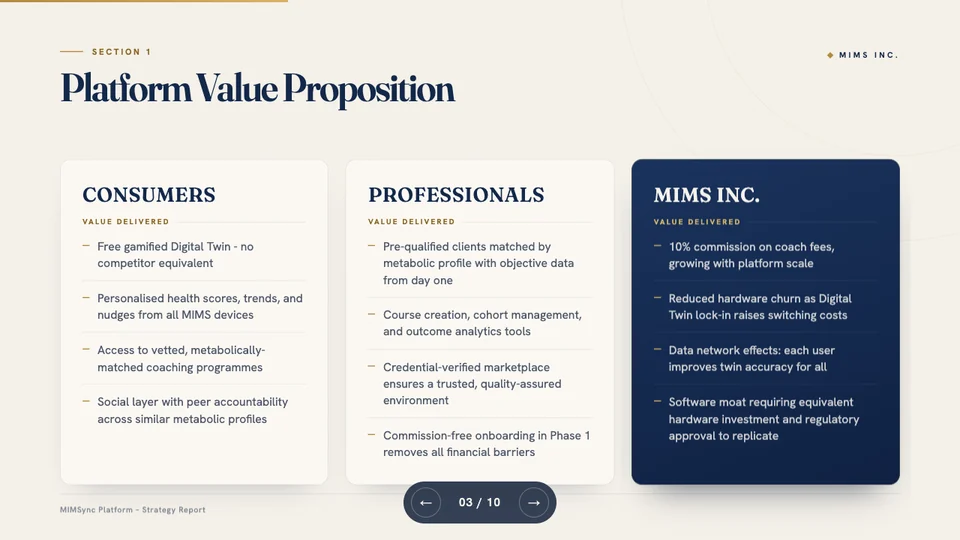 SECTION 1
MIMS INC.
Platform Value Proposition
CONSUMERS
VALUE DELIVERED
– Free gamified Digital Twin - no
competitor equivalent
– Personalised health scores, trends, and
nudges from all MIMS devices
– Access to vetted, metabolically-
matched coaching programmes
– Social layer with peer accountability
across similar metabolic profiles
PROFESSIONALS
VALUE DELIVERED
– Pre-qualified clients matched by
metabolic profile with objective data
from day one
– Course creation, cohort management,
and outcome analytics tools
– Credential-verified marketplace
ensures a trusted, quality-assured
environment
– Commission-free onboarding in Phase 1
removes all financial barriers
MIMS INC.
VALUE DELIVERED
– 10% commission on coach fees,
growing with platform scale
– Reduced hardware churn as Digital
Twin lock-in raises switching costs
– Data network effects: each user
improves twin accuracy for all
– Software moat requiring equivalent
hardware investment and regulatory
approval to replicate
← 03 / 10 →
MIMSync Platform – Strategy Report